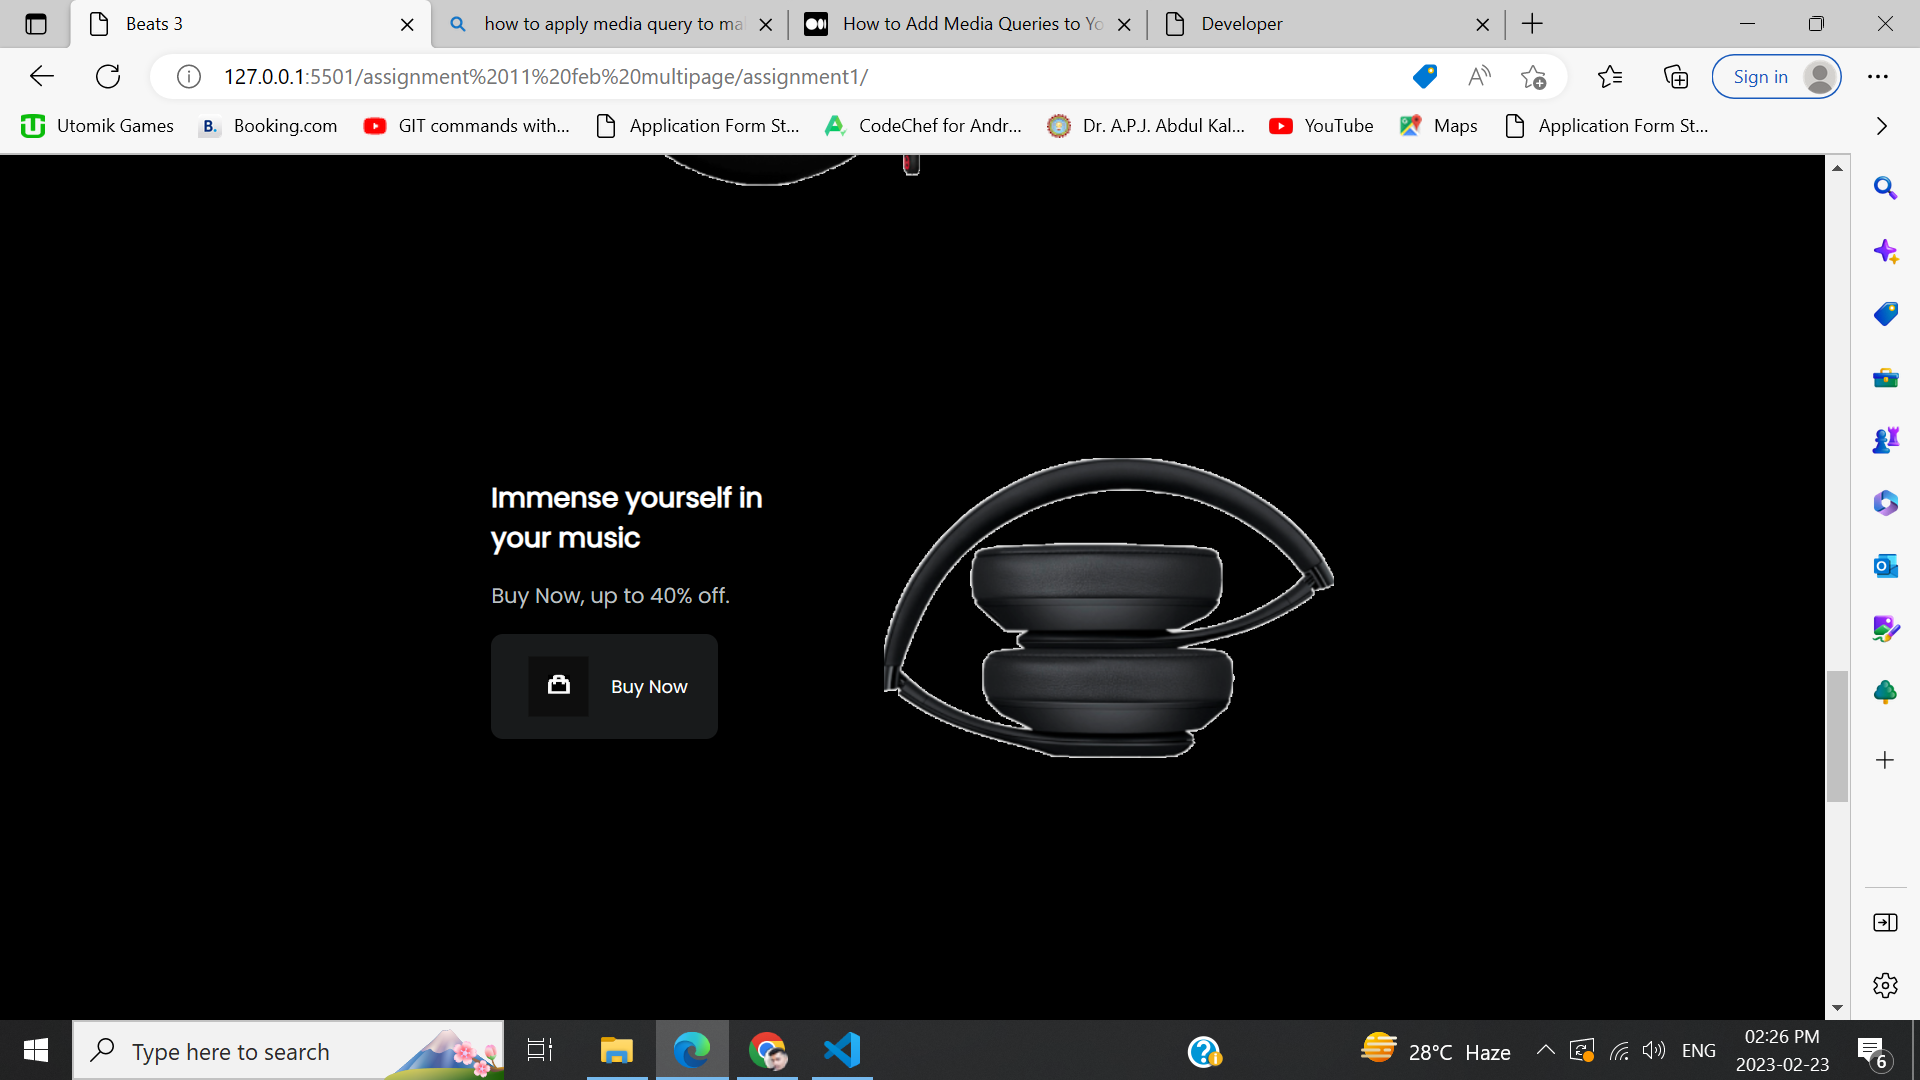 Beats 3
how to apply media query to mal
How to Add Media Queries to Yo
Developer
127.0.0.1:5501/assignment%2011%20feb%20multipage/assignment1/
Sign in
Utomik Games
B. Booking.com
GIT commands with...
Application Form St...
CodeChef for Andr...
Dr. A.P.J. Abdul Kal...
YouTube
Maps
Application Form St...
Immense yourself in
your music
Buy Now, up to 40% off.
Buy Now
Type here to search
28°C Haze
ENG
02:26 PM
2023-02-23
6